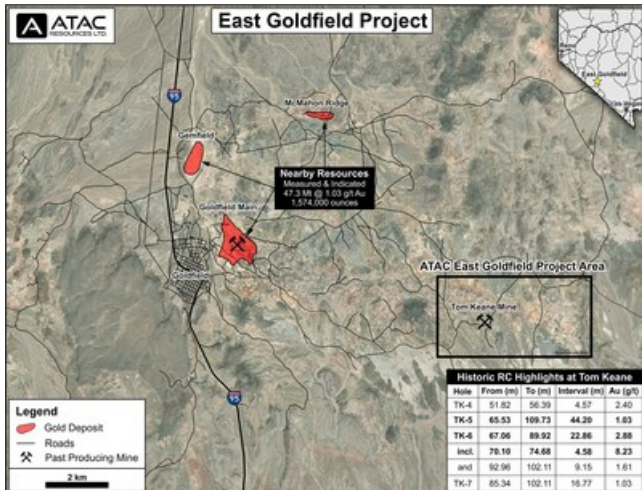 ATAC
RESOURCES LTD.
East Goldfield Project
Reno
East Goldfield
Las Vegas
95
McMahon Ridge
Gemfield
Nearby Resources
Measured & Indicated
47.3 Mt @ 1.03 g/t Au
1,574,000 ounces
Goldfield Main
Goldfield
ATAC East Goldfield Project Area
Tom Keane Mine
95
Legend
Gold Deposit
Roads
Past Producing Mine
2 km
Historic RC Highlights at Tom Keane
Hole From (m) To (m) Interval (m) Au (g/t)
TK-4 51.82 56.39 4.57 2.40
TK-5 65.53 109.73 44.20 1.03
TK-6 67.06 89.92 22.86 2.88
incl. 70.10 74.68 4.58 8.23
and 92.96 102.11 9.15 1.61
TK-7 85.34 102.11 16.77 1.03